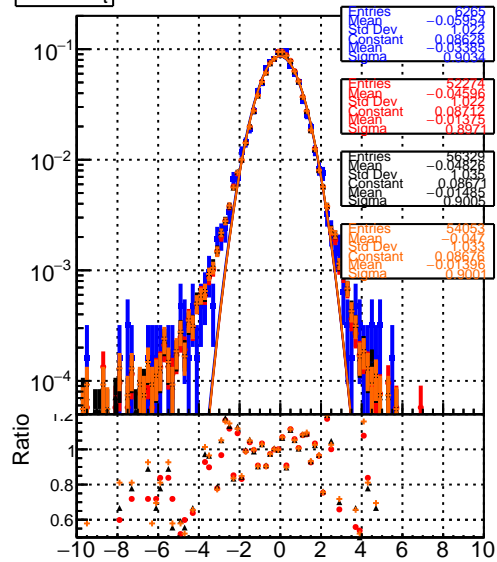 t
Entries 6265
Mean −0.05954
Std Dev 1.022
Constant 0.08628
Mean −0.03385
Sigma 0.9034
Entries 52274
Mean −0.04596
Std Dev 1.022
Constant 0.08712
Mean −0.01375
Sigma 0.8971
Entries 56329
Mean −0.04826
Std Dev 1.035
Constant 0.08671
Mean −0.01485
Sigma 0.9005
Entries 54053
Mean −0.047
Std Dev 1.033
Constant 0.08676
Mean −0.01396
Sigma 0.9001
10−1
10−2
10−3
10−4
Ratio
1.2
1
0.8
0.6
−10 −8 −6 −4 −2 0 2 4 6 8 10